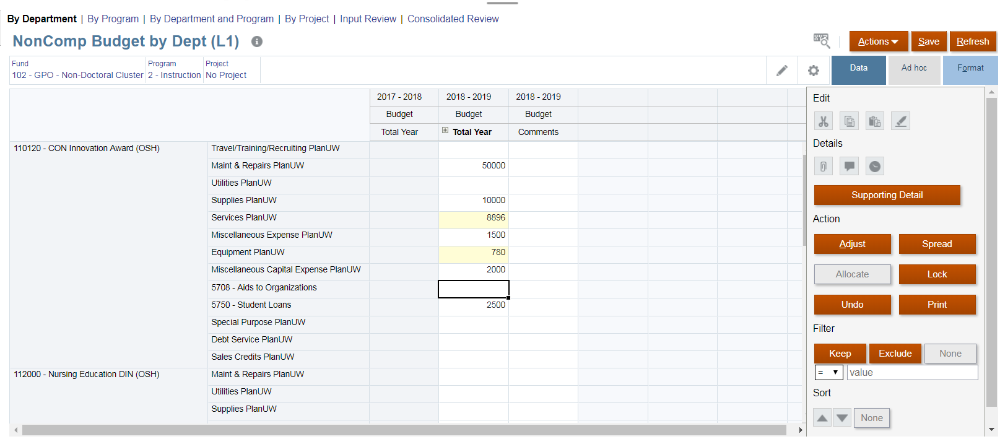 By Department | By Program | By Department and Program | By Project | Input Review | Consolidated Review
NonComp Budget by Dept (L1)
Actions Save Refresh
Fund Program Project
102 - GPO - Non-Doctoral Cluster 2 - Instruction No Project
Data Ad hoc Format
2017 - 2018 2018 - 2019 2018 - 2019
Budget Budget Budget
Total Year Total Year Comments
110120 - CON Innovation Award (OSH) Travel/Training/Recruiting PlanUW
Maint & Repairs PlanUW 50000
Utilities PlanUW
Supplies PlanUW 10000
Services PlanUW 8896
Miscellaneous Expense PlanUW 1500
Equipment PlanUW 780
Miscellaneous Capital Expense PlanUW 2000
5708 - Aids to Organizations
5750 - Student Loans 2500
Special Purpose PlanUW
Debt Service PlanUW
Sales Credits PlanUW
112000 - Nursing Education DIN (OSH) Maint & Repairs PlanUW
Utilities PlanUW
Supplies PlanUW
Edit
Details
Supporting Detail
Action
Adjust Spread
Allocate Lock
Undo Print
Filter
Keep Exclude None
= value
Sort
None